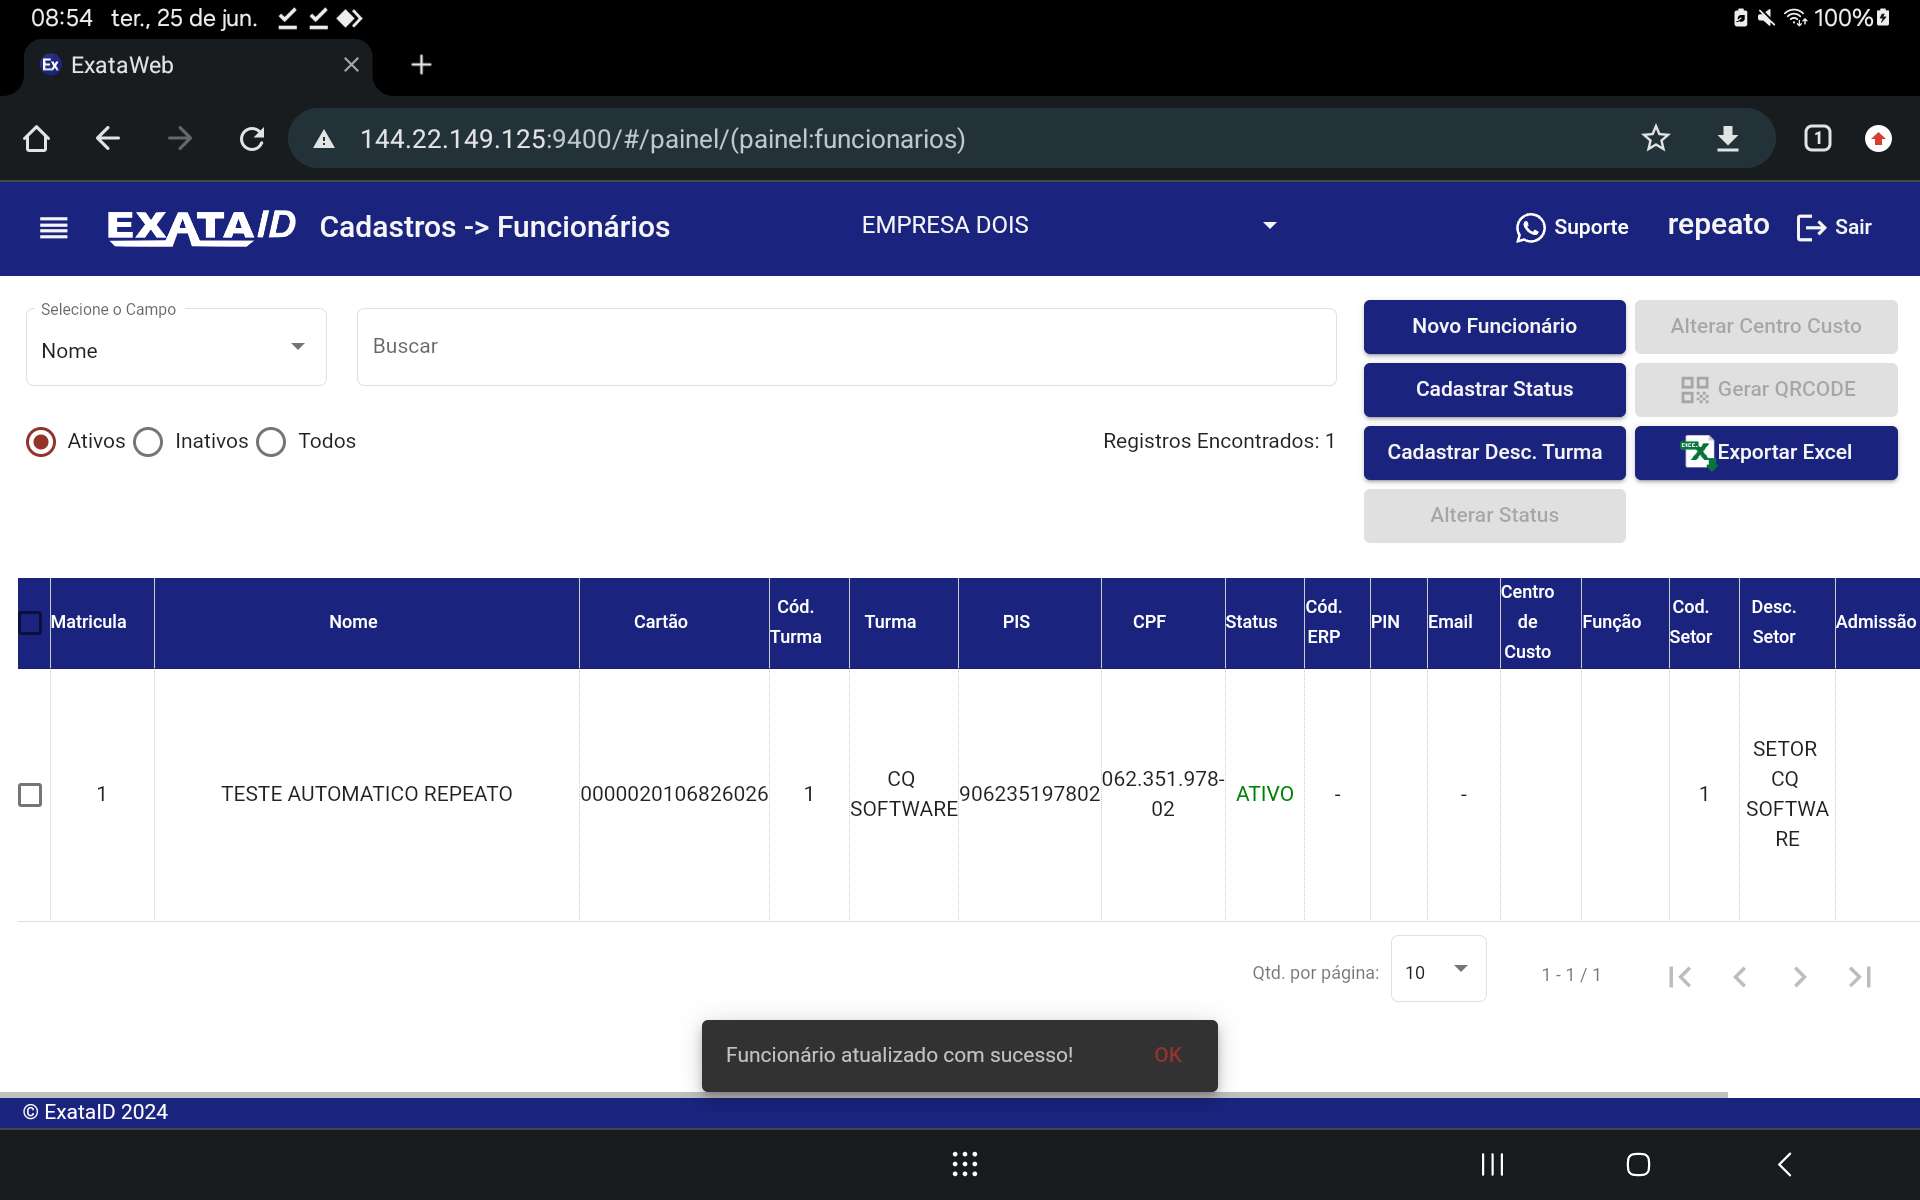 08:54 ter., 25 de jun. 100%
Ex ExataWeb
144.22.149.125:9400/#/painel/(painel:funcionarios) 1
EXATAID Cadastros -> Funcionários EMPRESA DOIS Suporte repeato Sair
Selecione o Campo
Nome
Buscar
Novo Funcionário Alterar Centro Custo
Cadastrar Status Gerar QRCODE
Ativos Inativos Todos Registros Encontrados: 1
Cadastrar Desc. Turma Exportar Excel
Alterar Status
Matricula Nome Cartão Cód. Turma Turma PIS CPF Status Cód. ERP PIN Email Centro de Custo Função Cod. Setor Desc. Setor Admissão
1 TESTE AUTOMATICO REPEATO 0000020106826026 1 CQ SOFTWARE 906235197802 062.351.978-02 ATIVO - - 1 SETOR CQ SOFTWARE
Qtd. por página: 10 1 - 1 / 1
Funcionário atualizado com sucesso! OK
© ExataID 2024